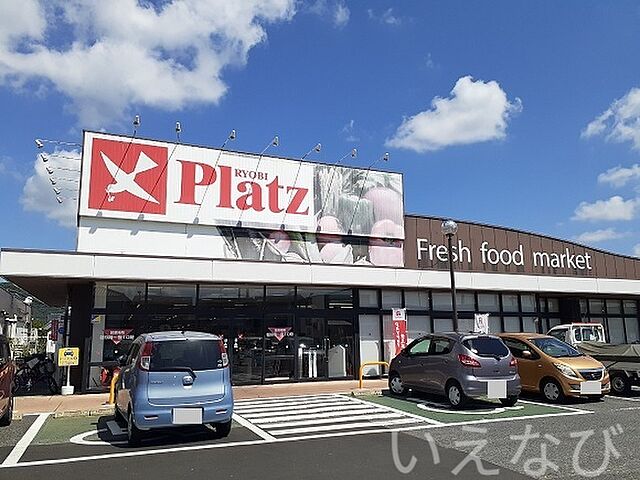 RYOBI
Platz
Fresh food market
いえなび